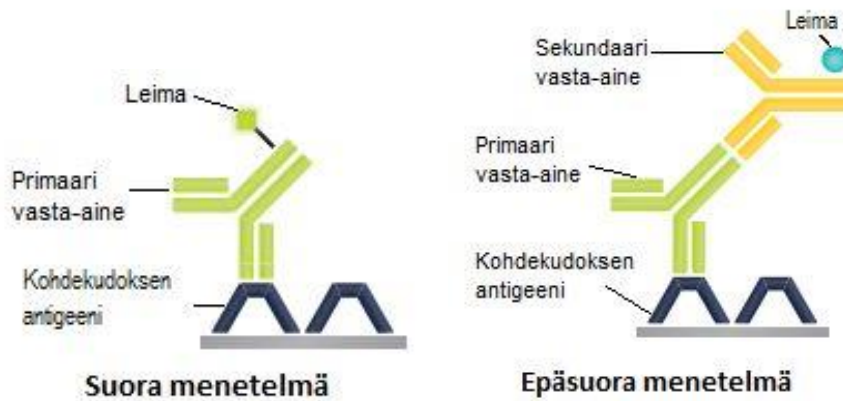 Leima
Primaari
vasta-aine
Kohdekudoksen
antigeeni
Suora menetelmä
Leima
Sekundaari
vasta-aine
Primaari
vasta-aine
Kohdekudoksen
antigeeni
Epäsuora menetelmä